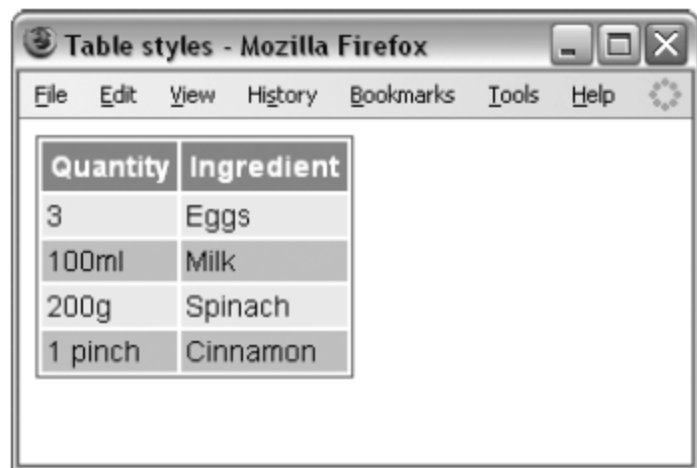 Table styles - Mozilla Firefox
File Edit View History Bookmarks Tools Help
Quantity Ingredient
3 Eggs
100ml Milk
200g Spinach
1 pinch Cinnamon